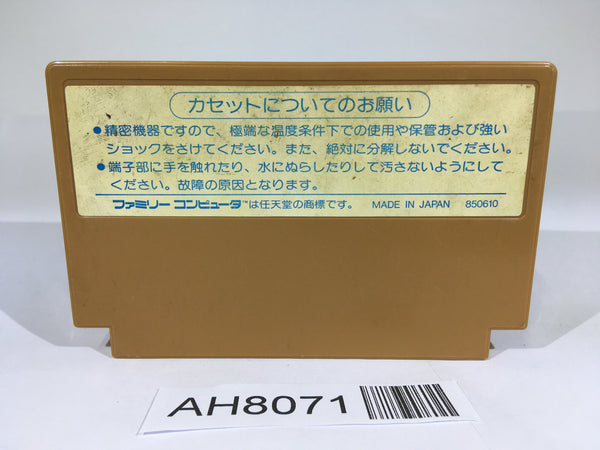 カセットについてのお願い
●精密機器ですので、極端な温度条件下での使用や保管および強い
ショックをさけてください。また、絶対に分解しないでください。
●端子部に手を触れたり、水にぬらしたりして汚さないようにして
ください。故障の原因となります。
ファミリー コンピュータ™は任天堂の商標です。 MADE IN JAPAN 850610
AH8071